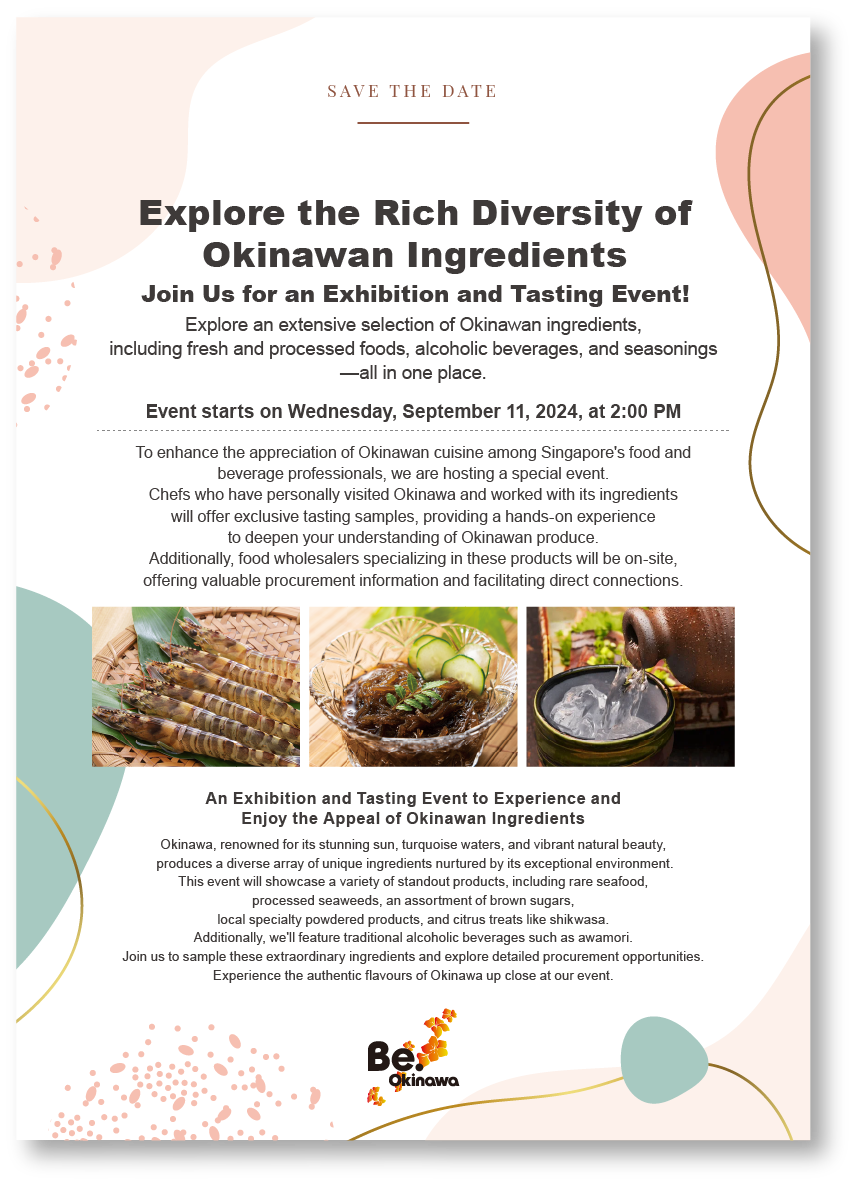 SAVE THE DATE
Explore the Rich Diversity of
Okinawan Ingredients
Join Us for an Exhibition and Tasting Event!
Explore an extensive selection of Okinawan ingredients,
including fresh and processed foods, alcoholic beverages, and seasonings
—all in one place.
Event starts on Wednesday, September 11, 2024, at 2:00 PM
To enhance the appreciation of Okinawan cuisine among Singapore's food and
beverage professionals, we are hosting a special event.
Chefs who have personally visited Okinawa and worked with its ingredients
will offer exclusive tasting samples, providing a hands-on experience
to deepen your understanding of Okinawan produce.
Additionally, food wholesalers specializing in these products will be on-site,
offering valuable procurement information and facilitating direct connections.
An Exhibition and Tasting Event to Experience and
Enjoy the Appeal of Okinawan Ingredients
Okinawa, renowned for its stunning sun, turquoise waters, and vibrant natural beauty,
produces a diverse array of unique ingredients nurtured by its exceptional environment.
This event will showcase a variety of standout products, including rare seafood,
processed seaweeds, an assortment of brown sugars,
local specialty powdered products, and citrus treats like shikwasa.
Additionally, we'll feature traditional alcoholic beverages such as awamori.
Join us to sample these extraordinary ingredients and explore detailed procurement opportunities.
Experience the authentic flavours of Okinawa up close at our event.
Be.
Okinawa